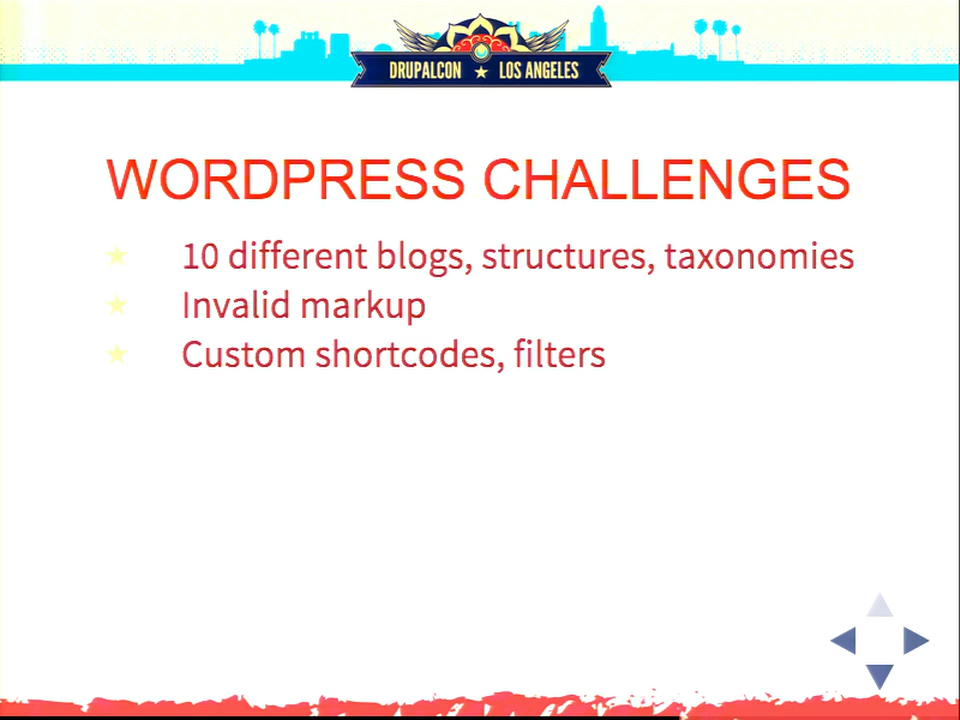 DRUPALCON ★ LOS ANGELES
WORDPRESS CHALLENGES
★ 10 different blogs, structures, taxonomies
★ Invalid markup
★ Custom shortcodes, filters